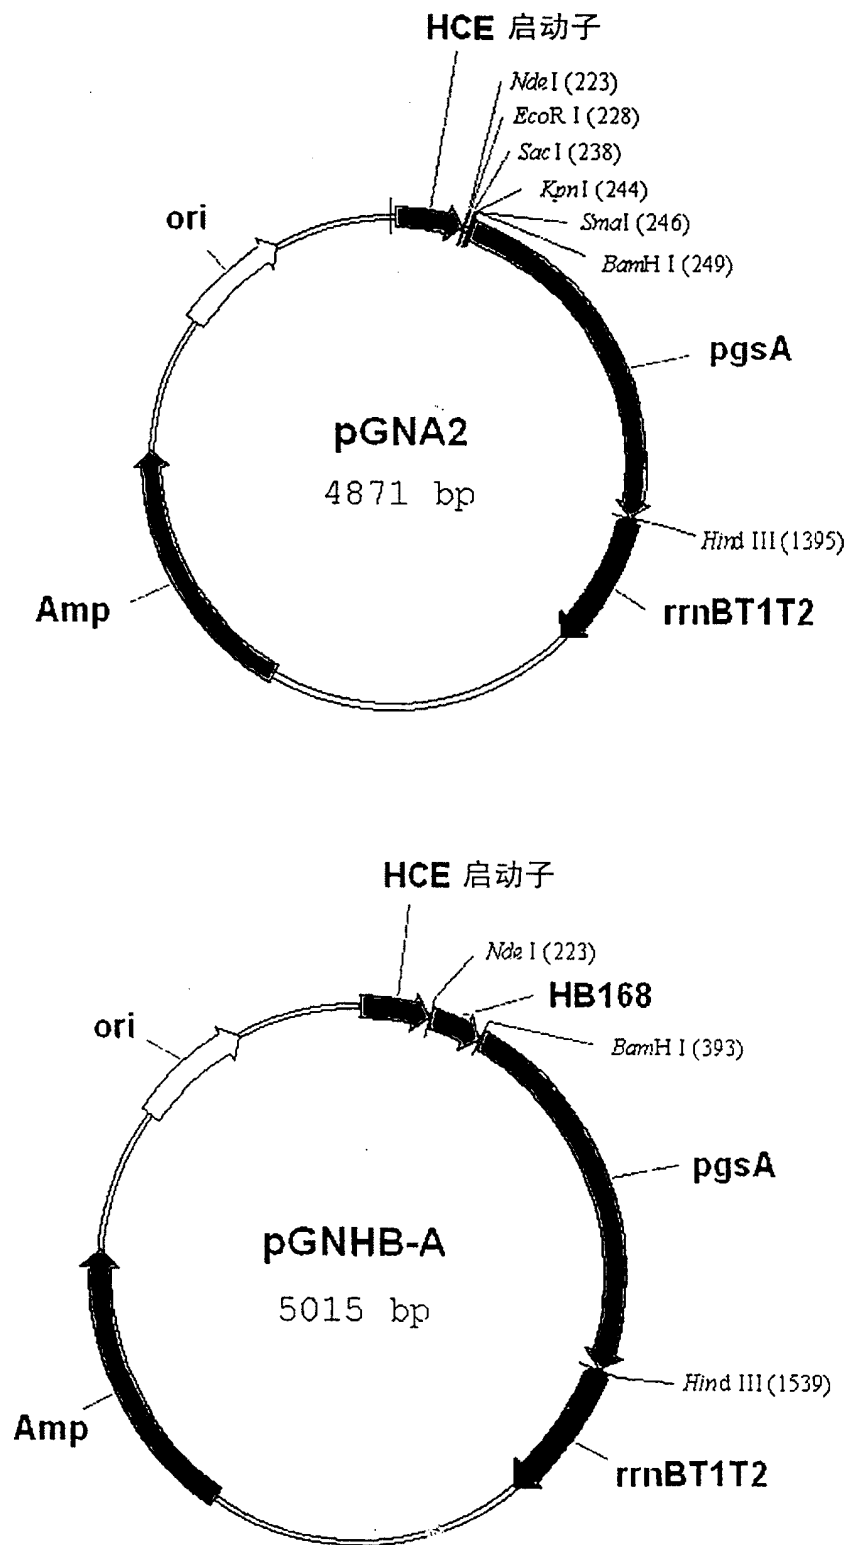 HCE 启动子
NdeI (223)
EcoR I (228)
SacI (238)
KpnI (244)
SmaI (246)
BamH I (249)
ori
pgsA
pGNA2
4871 bp
HindIII (1395)
Amp
rrnBT1T2
HCE 启动子
NdeI (223)
HB168
ori
BamH I (393)
pgsA
pGNHB-A
5015 bp
HindIII (1539)
Amp
rrnBT1T2